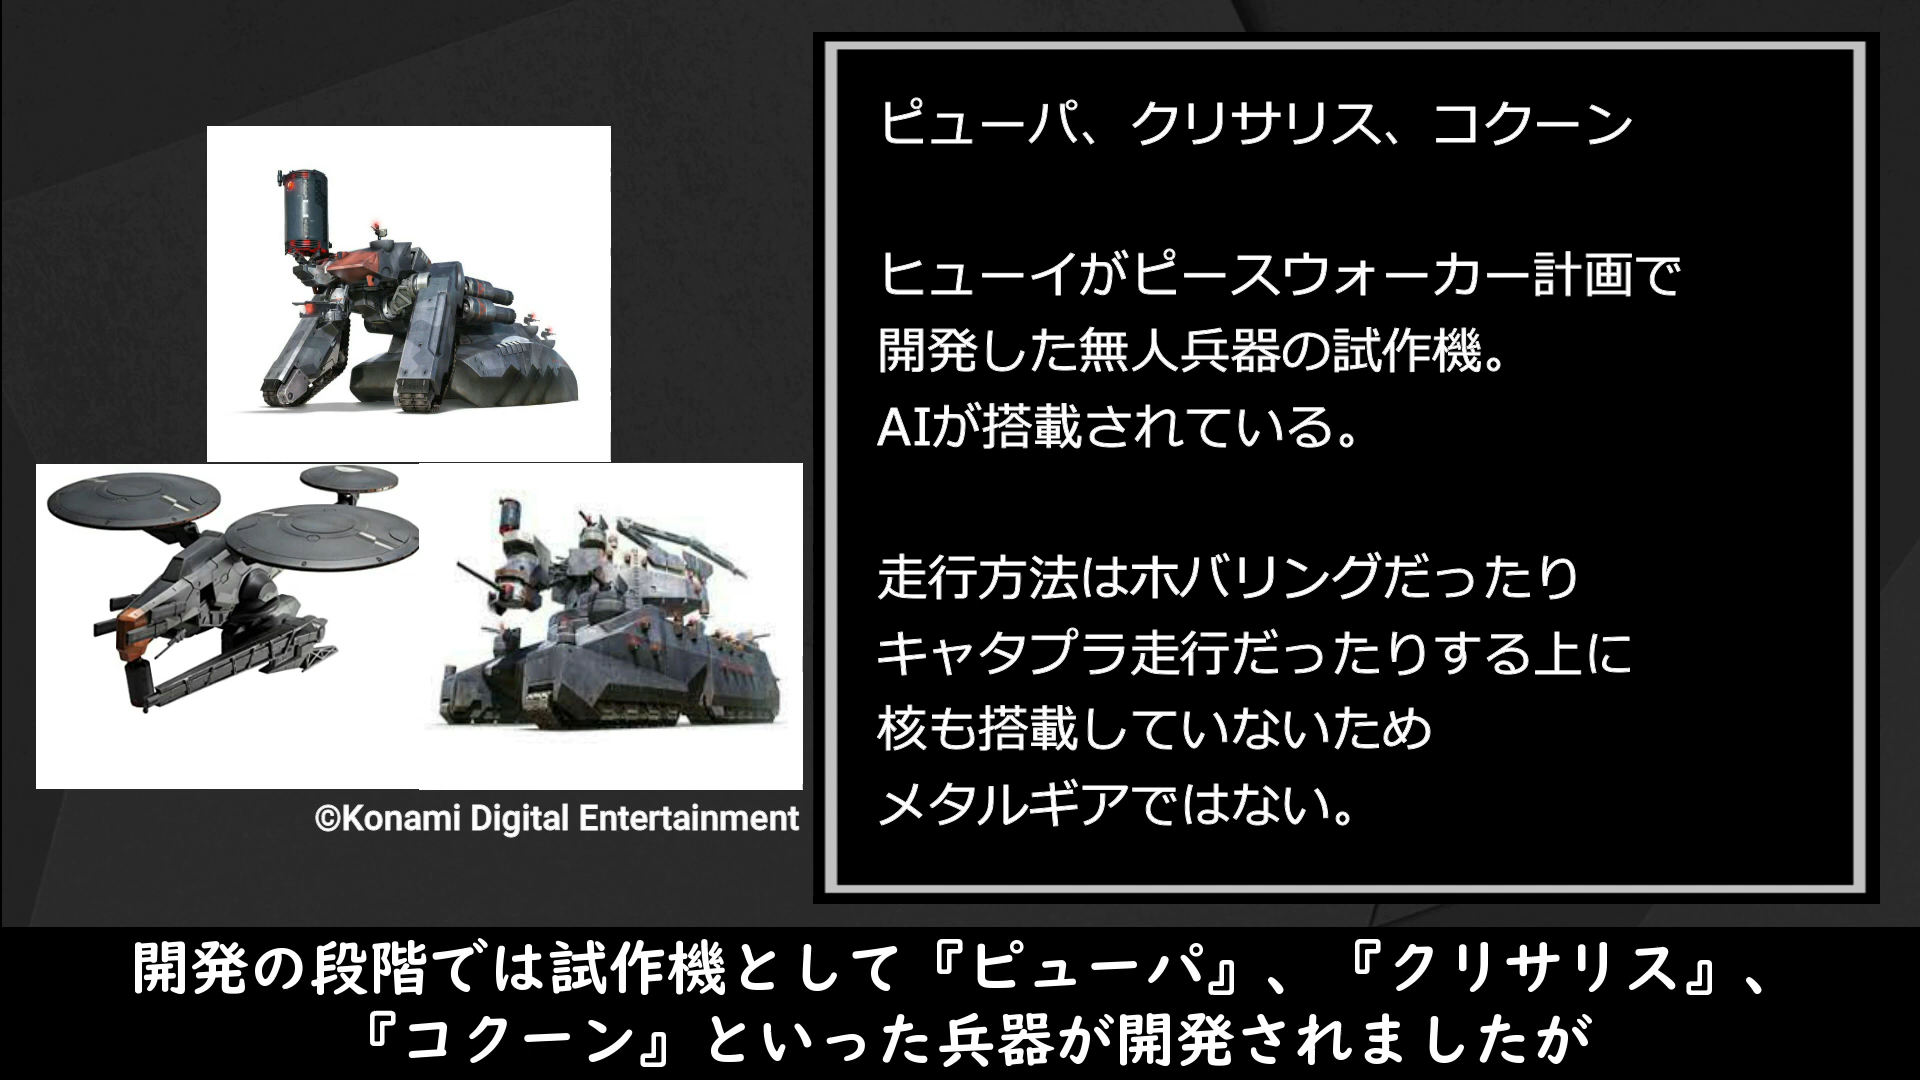 ピューパ、クリサリス、コクーン
ヒューイがピースウォーカー計画で
開発した無人兵器の試作機。
AIが搭載されている。
走行方法はホバリングだったり
キャタプラ走行だったりする上に
核も搭載していないため
メタルギアではない。
©Konami Digital Entertainment
開発の段階では試作機として『ピューパ』、『クリサリス』、
『コクーン』といった兵器が開発されましたが